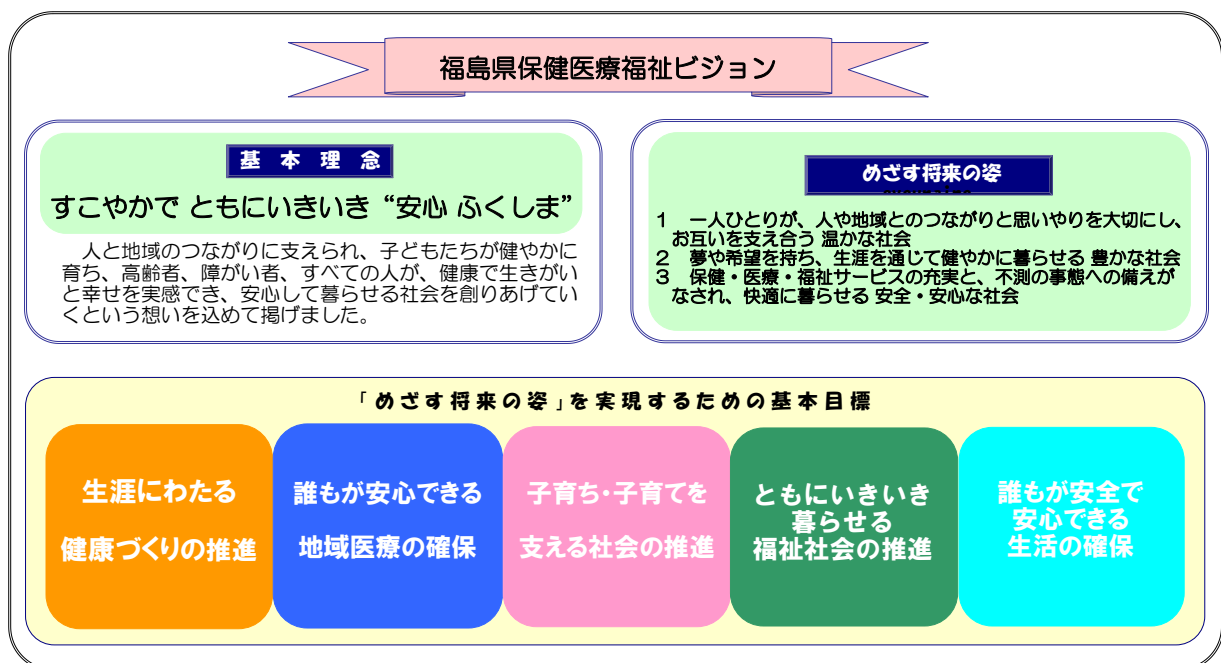 福島県保健医療福祉ビジョン
基本理念
すこやかで ともにいきいき “安心 ふくしま”
人と地域のつながりに支えられ、子どもたちが健やかに
育ち、高齢者、障がい者、すべての人が、健康で生きがい
と幸せを実感でき、安心して暮らせる社会を創りあげてい
くという想いを込めて掲げました。
めざす将来の姿
1 一人ひとりが、人や地域とのつながりと思いやりを大切にし、
お互いを支え合う 温かな社会
2 夢や希望を持ち、生涯を通じて健やかに暮らせる 豊かな社会
3 保健・医療・福祉サービスの充実と、不測の事態への備えが
なされ、快適に暮らせる 安全・安心な社会
「めざす将来の姿」を実現するための基本目標
生涯にわたる
健康づくりの推進
誰もが安心できる
地域医療の確保
子育ち・子育てを
支える社会の推進
ともにいきいき
暮らせる
福祉社会の推進
誰もが安全で
安心できる
生活の確保